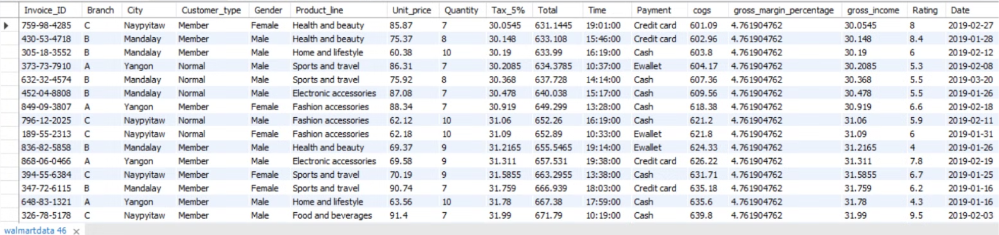 Invoice_ID Branch City Customer_type Gender Product_line Unit_price Quantity Tax_5% Total Time Payment cogs gross_margin_percentage gross_income Rating Date
759-98-4285 C Naypyitaw Member Female Health and beauty 85.87 7 30.0545 631.1445 19:01:00 Credit card 601.09 4.761904762 30.0545 8 2019-02-27
430-53-4718 B Mandalay Member Male Health and beauty 75.37 8 30.148 633.108 15:46:00 Credit card 602.96 4.761904762 30.148 8.4 2019-01-28
305-18-3552 B Mandalay Member Male Home and lifestyle 60.38 10 30.19 633.99 16:19:00 Cash 603.8 4.761904762 30.19 6 2019-02-12
373-73-7910 A Yangon Normal Male Sports and travel 86.31 7 30.2085 634.3785 10:37:00 Ewallet 604.17 4.761904762 30.2085 5.3 2019-02-08
632-32-4574 B Mandalay Normal Male Sports and travel 75.92 8 30.368 637.728 14:14:00 Cash 607.36 4.761904762 30.368 5.5 2019-03-20
452-04-8808 B Mandalay Normal Male Electronic accessories 87.08 7 30.478 640.038 15:17:00 Cash 609.56 4.761904762 30.478 5.5 2019-01-26
849-09-3807 A Yangon Member Female Fashion accessories 88.34 7 30.919 649.299 13:28:00 Cash 618.38 4.761904762 30.919 6.6 2019-02-18
796-12-2025 C Naypyitaw Normal Male Fashion accessories 62.12 10 31.06 652.26 16:19:00 Cash 621.2 4.761904762 31.06 5.9 2019-02-11
189-55-2313 C Naypyitaw Normal Female Fashion accessories 62.18 10 31.09 652.89 10:33:00 Ewallet 621.8 4.761904762 31.09 6 2019-01-31
836-82-5858 B Mandalay Member Male Health and beauty 69.37 9 31.2165 655.5465 19:14:00 Ewallet 624.33 4.761904762 31.2165 4 2019-01-26
868-06-0466 A Yangon Member Male Electronic accessories 69.58 9 31.311 657.531 19:38:00 Credit card 626.22 4.761904762 31.311 7.8 2019-02-19
394-55-6384 C Naypyitaw Member Female Sports and travel 70.19 9 31.5855 663.2955 13:38:00 Cash 631.71 4.761904762 31.5855 6.7 2019-01-25
347-72-6115 B Mandalay Member Female Sports and travel 90.74 7 31.759 666.939 18:03:00 Credit card 635.18 4.761904762 31.759 6.2 2019-01-16
648-83-1321 A Yangon Member Male Home and lifestyle 63.56 10 31.78 667.38 17:59:00 Cash 635.6 4.761904762 31.78 4.3 2019-01-16
326-78-5178 C Naypyitaw Member Male Food and beverages 91.4 7 31.99 671.79 10:19:00 Cash 639.8 4.761904762 31.99 9.5 2019-02-03
walmartdata 46